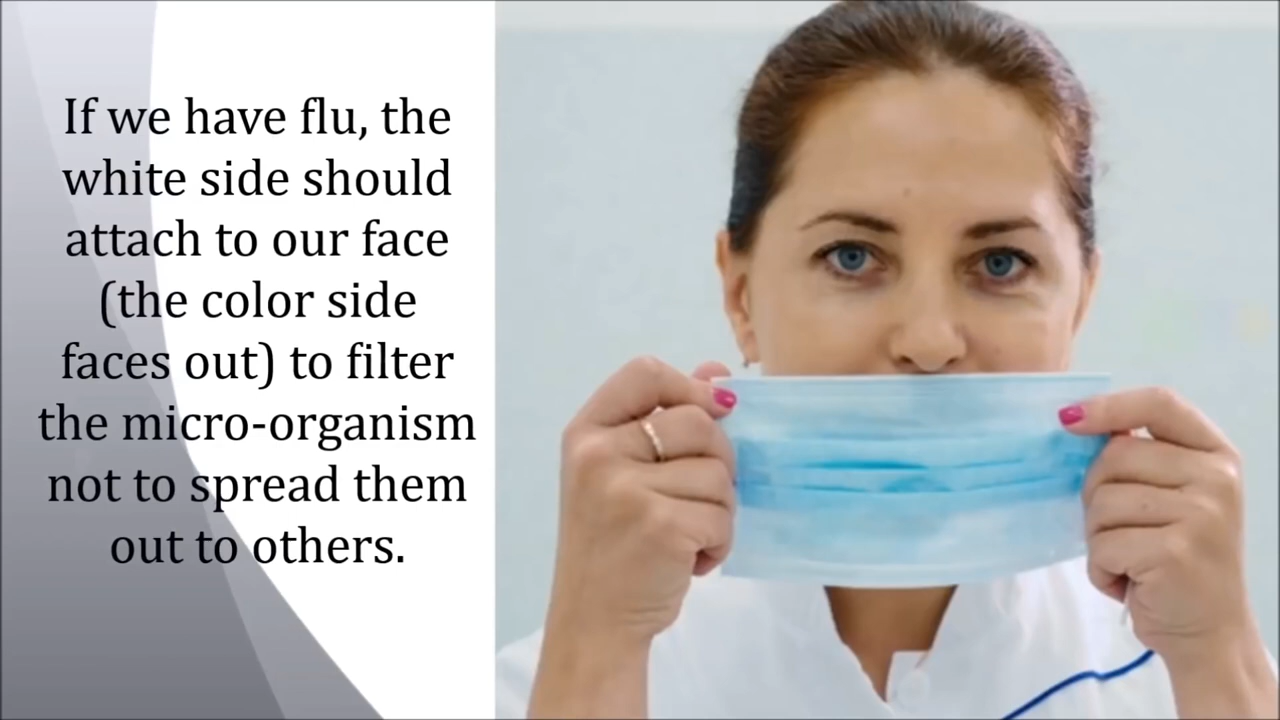 If we have flu, the
white side should
attach to our face
(the color side
faces out) to filter
the micro-organism
not to spread them
out to others.